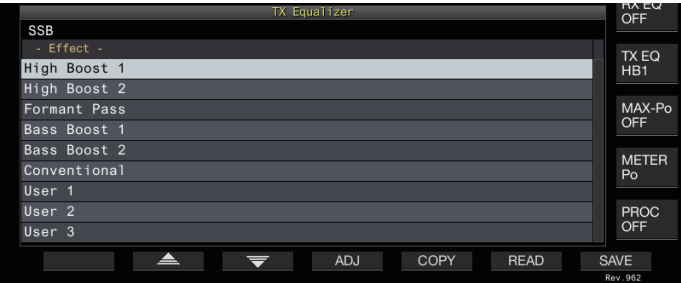 TX Equalizer
SSB
- Effect -
High Boost 1
High Boost 2
Formant Pass
Bass Boost 1
Bass Boost 2
Conventional
User 1
User 2
User 3
RX EQ
OFF
TX EQ
HB1
MAX-Po
OFF
METER
Po
PROC
OFF
ADJ
COPY
READ
SAVE
Rev.962